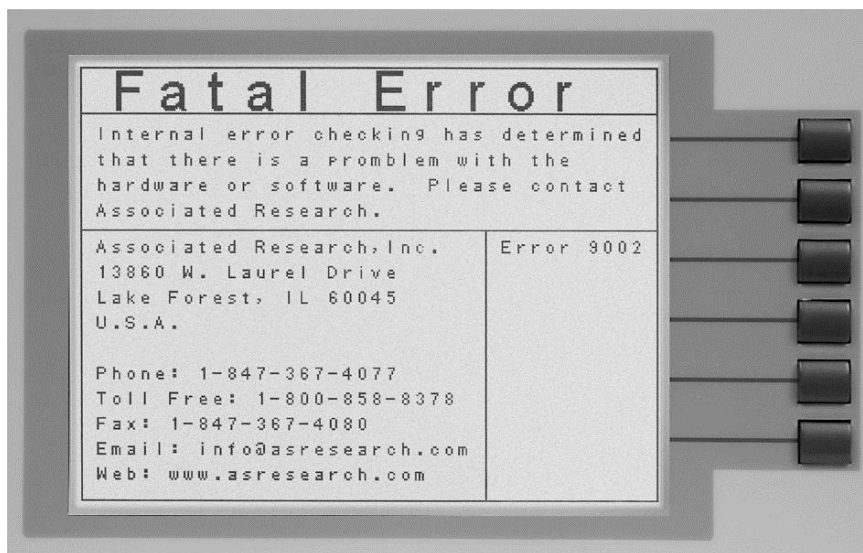 Fatal Error
Internal error checking has determined
that there is a promblem with the
hardware or software. Please contact
Associated Research.
Associated Research,Inc.
13860 W. Laurel Drive
Lake Forest, IL 60045
U.S.A.
Phone: 1-847-367-4077
Toll Free: 1-800-858-8378
Fax: 1-847-367-4080
Email: info@asresearch.com
Web: www.asresearch.com
Error 9002